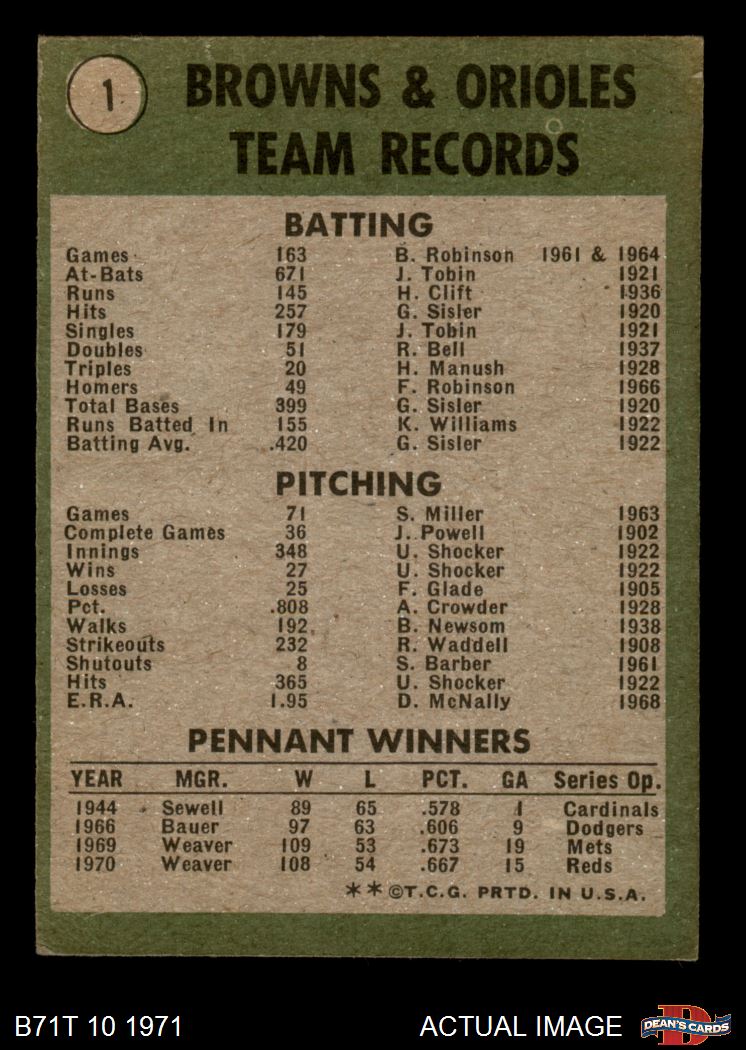 1
BROWNS & ORIOLES
TEAM RECORDS
BATTING
Games 163 B. Robinson 1961 & 1964
At-Bats 671 J. Tobin 1921
Runs 145 H. Clift 1936
Hits 257 G. Sisler 1920
Singles 179 J. Tobin 1921
Doubles 51 R. Bell 1937
Triples 20 H. Manush 1928
Homers 49 F. Robinson 1966
Total Bases 399 G. Sisler 1920
Runs Batted In 155 K. Williams 1922
Batting Avg. .420 G. Sisler 1922
PITCHING
Games 71 S. Miller 1963
Complete Games 36 J. Powell 1902
Innings 348 U. Shocker 1922
Wins 27 U. Shocker 1922
Losses 25 F. Glade 1905
Pct. .808 A. Crowder 1928
Walks 192 B. Newsom 1938
Strikeouts 232 R. Waddell 1908
Shutouts 8 S. Barber 1961
Hits 365 U. Shocker 1922
E.R.A. 1.95 D. McNally 1968
PENNANT WINNERS
YEAR MGR. W L PCT. GA Series Op.
1944 Sewell 89 65 .578 1 Cardinals
1966 Bauer 97 63 .606 9 Dodgers
1969 Weaver 109 53 .673 19 Mets
1970 Weaver 108 54 .667 15 Reds
**©T.C.G. PRTD. IN U.S.A.
B71T 10 1971 ACTUAL IMAGE DEAN'S CARDS